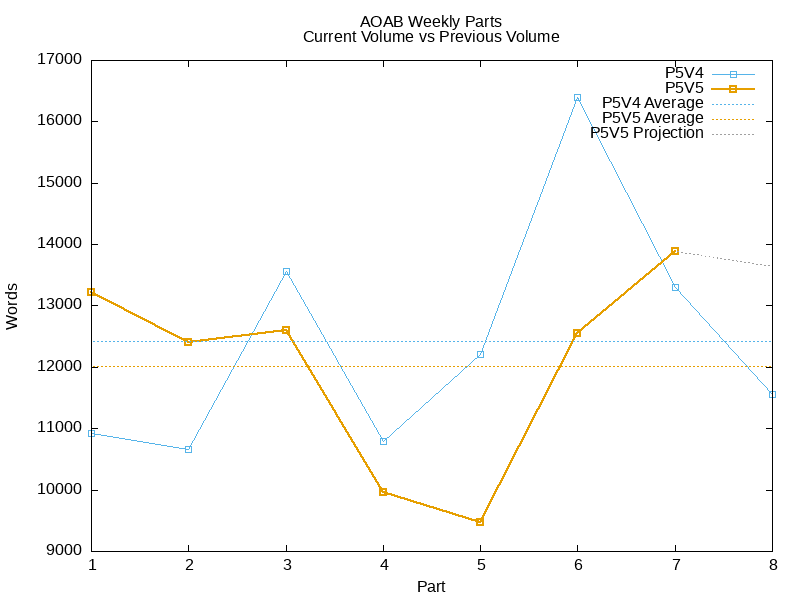 AOAB Weekly Parts
Current Volume vs Previous Volume
17000
16000
15000
14000
13000
12000
11000
10000
9000
Words
P5V4
P5V5
P5V4 Average
P5V5 Average
P5V5 Projection
1 2 3 4 5 6 7 8
Part